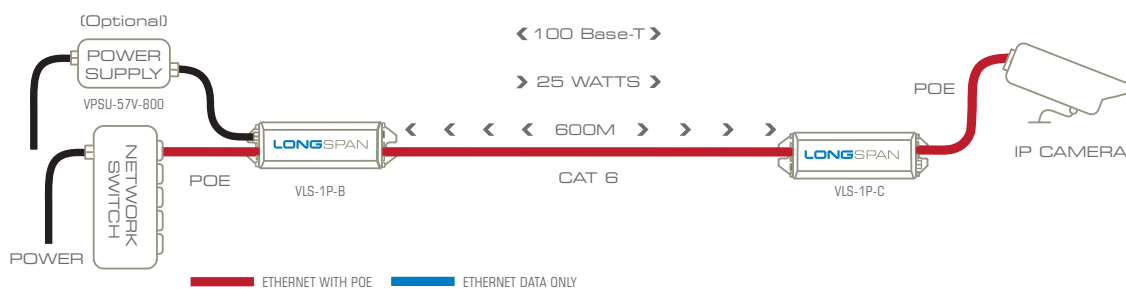 (Optional)
POWER
SUPPLY
VPSU-57V-800
NETWORK
SWITCH
POWER
POE
LONGSPAN
VLS-1P-B
100 Base-T
25 WATTS
600M
CAT 6
LONGSPAN
VLS-1P-C
POE
IP CAMERA
ETHERNET WITH POE
ETHERNET DATA ONLY